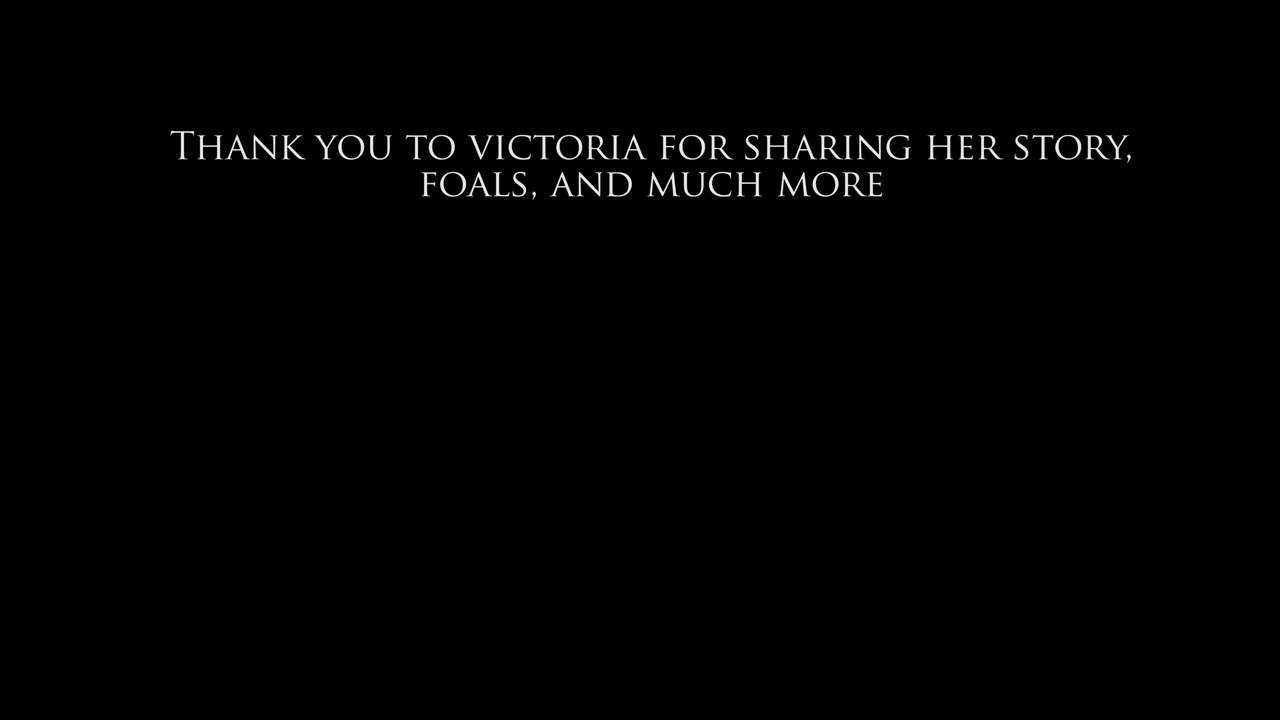 Thank you to victoria for sharing her story,
foals, and much more